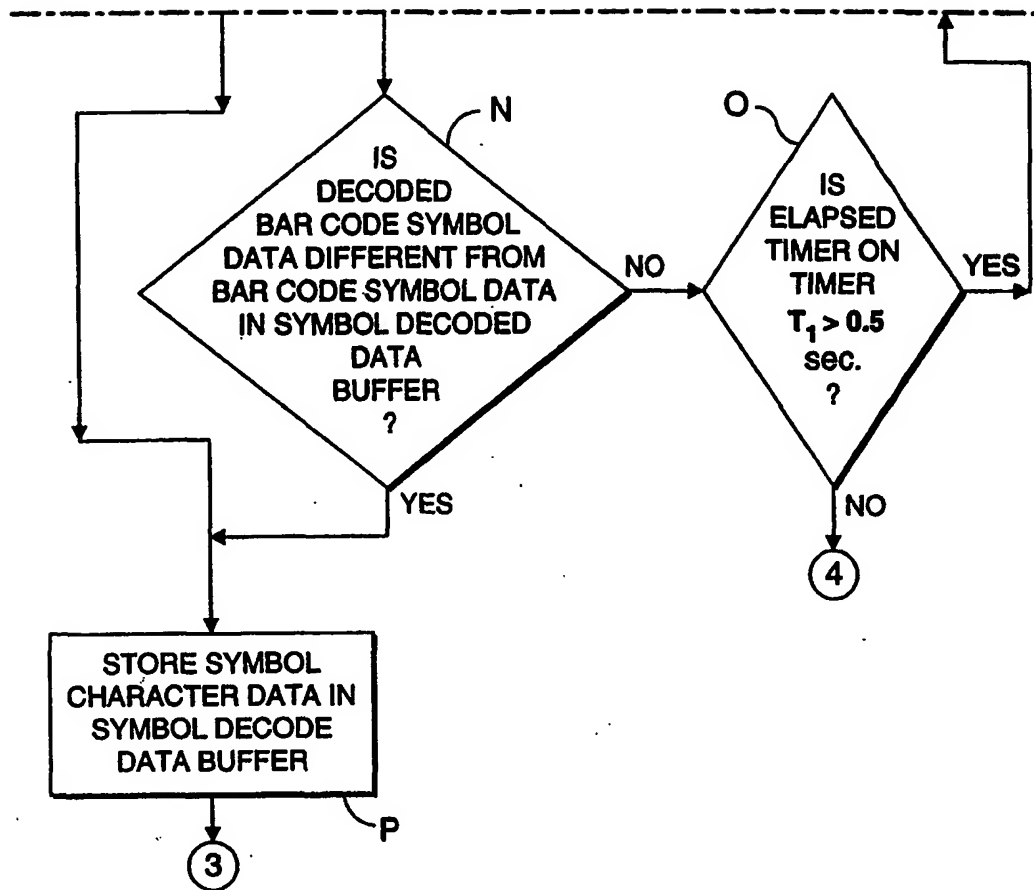 N
IS
DECODED
BAR CODE SYMBOL
DATA DIFFERENT FROM
BAR CODE SYMBOL DATA
IN SYMBOL DECODED
DATA
BUFFER
?
NO
YES
O
IS
ELAPSED
TIMER ON
TIMER
T₁ > 0.5
sec.
?
YES
NO
4
STORE SYMBOL
CHARACTER DATA IN
SYMBOL DECODE
DATA BUFFER
P
3